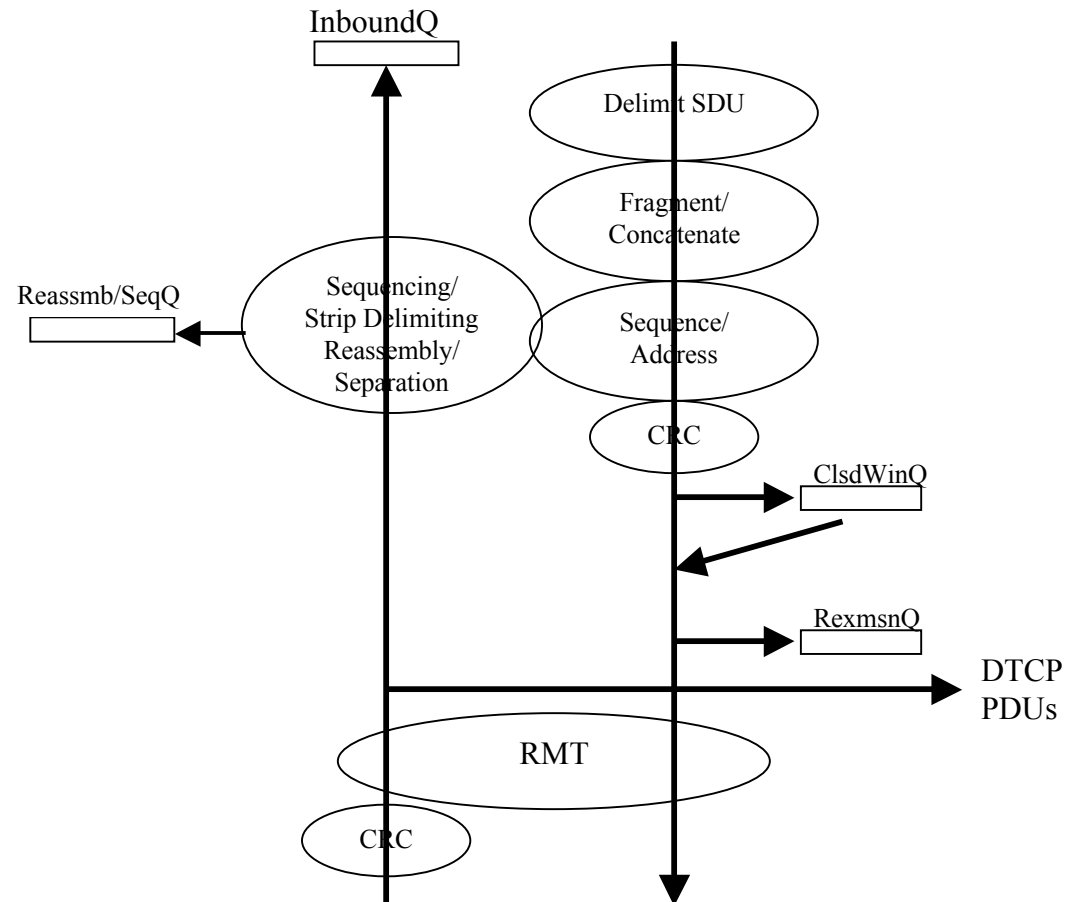 InboundQ
Delimit SDU
Fragment/
Concatenate
Sequencing/
Strip Delimiting
Reassembly/
Separation
Reassmb/SeqQ
Sequence/
Address
CRC
ClsdWinQ
RexmsnQ
DTCP
PDUs
RMT
CRC